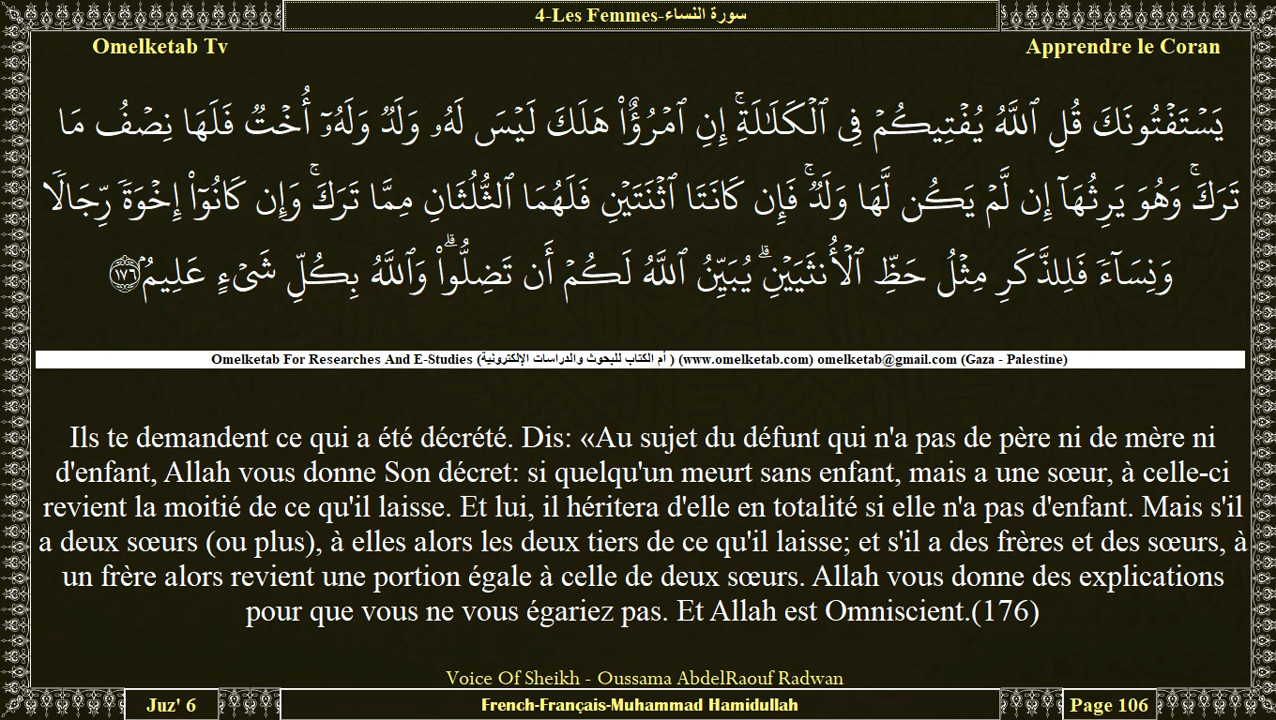 4-Les Femmes-سورة النساء
Omelketab Tv
Apprendre le Coran
يَسۡتَفۡتُونَكَ قُلِ ٱللَّهُ يُفۡتِيكُمۡ فِي ٱلۡكَلَٰلَةِۚ إِنِ ٱمۡرُؤٌاْ هَلَكَ لَيۡسَ لَهُۥ وَلَدٞ وَلَهُۥٓ أُخۡتٞ فَلَهَا نِصۡفُ مَا
تَرَكَۚ وَهُوَ يَرِثُهَآ إِن لَّمۡ يَكُن لَّهَا وَلَدٞۚ فَإِن كَانَتَا ٱثۡنَتَيۡنِ فَلَهُمَا ٱلثُّلُثَانِ مِمَّا تَرَكَۚ وَإِن كَانُوٓاْ إِخۡوَةٗ رِّجَالٗا
وَنِسَآءٗ فَلِلذَّكَرِ مِثۡلُ حَظِّ ٱلۡأُنثَيَيۡنِۗ يُبَيِّنُ ٱللَّهُ لَكُمۡ أَن تَضِلُّواْۗ وَٱللَّهُ بِكُلِّ شَيۡءٍ عَلِيمُۢ ١٧٦
Omelketab For Researches And E-Studies (أم الكتاب للبحوث والدراسات الإلكترونية ) (www.omelketab.com) omelketab@gmail.com (Gaza - Palestine)
Ils te demandent ce qui a été décrété. Dis: «Au sujet du défunt qui n'a pas de père ni de mère ni
d'enfant, Allah vous donne Son décret: si quelqu'un meurt sans enfant, mais a une sœur, à celle-ci
revient la moitié de ce qu'il laisse. Et lui, il héritera d'elle en totalité si elle n'a pas d'enfant. Mais s'il
a deux sœurs (ou plus), à elles alors les deux tiers de ce qu'il laisse; et s'il a des frères et des sœurs, à
un frère alors revient une portion égale à celle de deux sœurs. Allah vous donne des explications
pour que vous ne vous égariez pas. Et Allah est Omniscient.(176)
Voice Of Sheikh - Oussama AbdelRaouf Radwan
Juz' 6
French-Français-Muhammad Hamidullah
Page 106